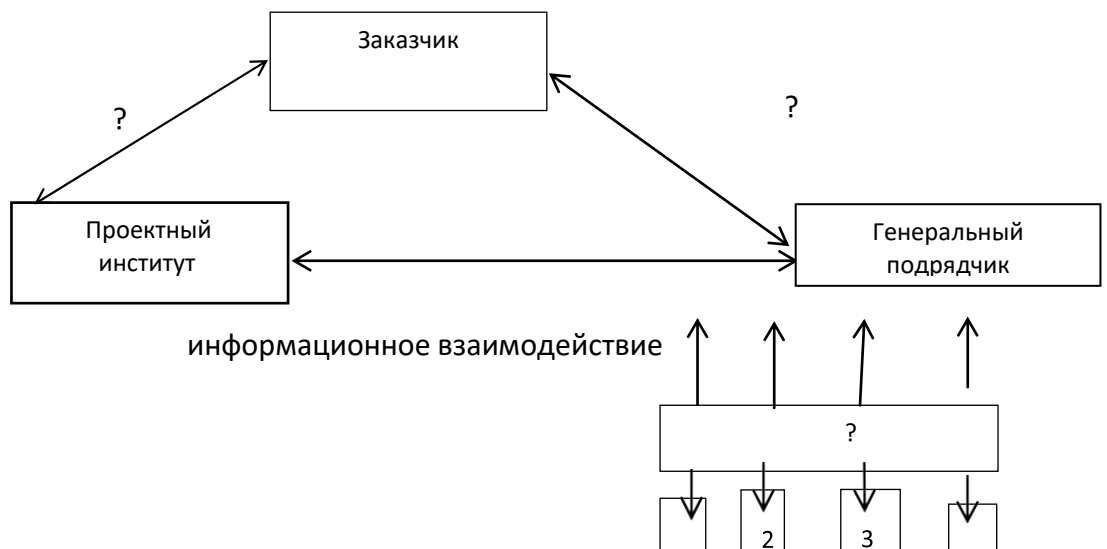 Заказчик
?
?
Проектный
институт
Генеральный
подрядчик
информационное взаимодействие
?
2
3